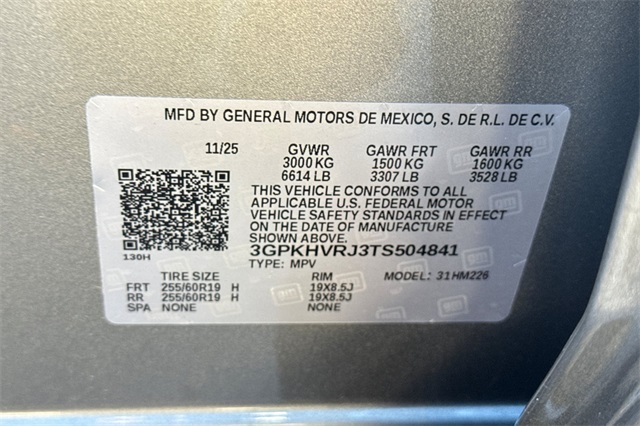 MFD BY GENERAL MOTORS DE MEXICO, S. DE R.L. DE C.V.
11/25 GVWR GAWR FRT GAWR RR
3000 KG 1500 KG 1600 KG
6614 LB 3307 LB 3528 LB
THIS VEHICLE CONFORMS TO ALL
APPLICABLE U.S. FEDERAL MOTOR
VEHICLE SAFETY STANDARDS IN EFFECT
ON THE DATE OF MANUFACTURE
SHOWN ABOVE.
3GPKHVRJ3TS504841
130H
TYPE: MPV MODEL: 31HM226
TIRE SIZE RIM
FRT 255/60R19 H 19X8.5J
RR 255/60R19 H 19X8.5J
SPA NONE NONE